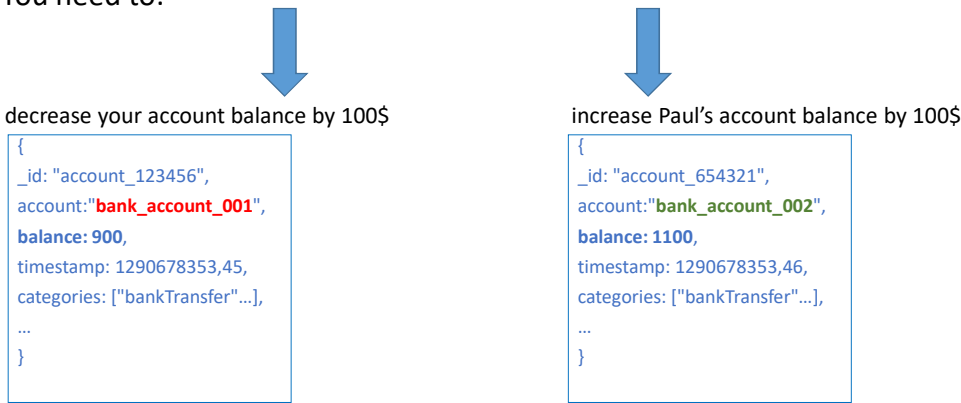 You need to:
decrease your account balance by 100$
{
_id: "account_123456",
account:"bank_account_001",
balance: 900,
timestamp: 1290678353,45,
categories: ["bankTransfer"…],
…
}
increase Paul’s account balance by 100$
{
_id: "account_654321",
account:"bank_account_002",
balance: 1100,
timestamp: 1290678353,46,
categories: ["bankTransfer"…],
…
}